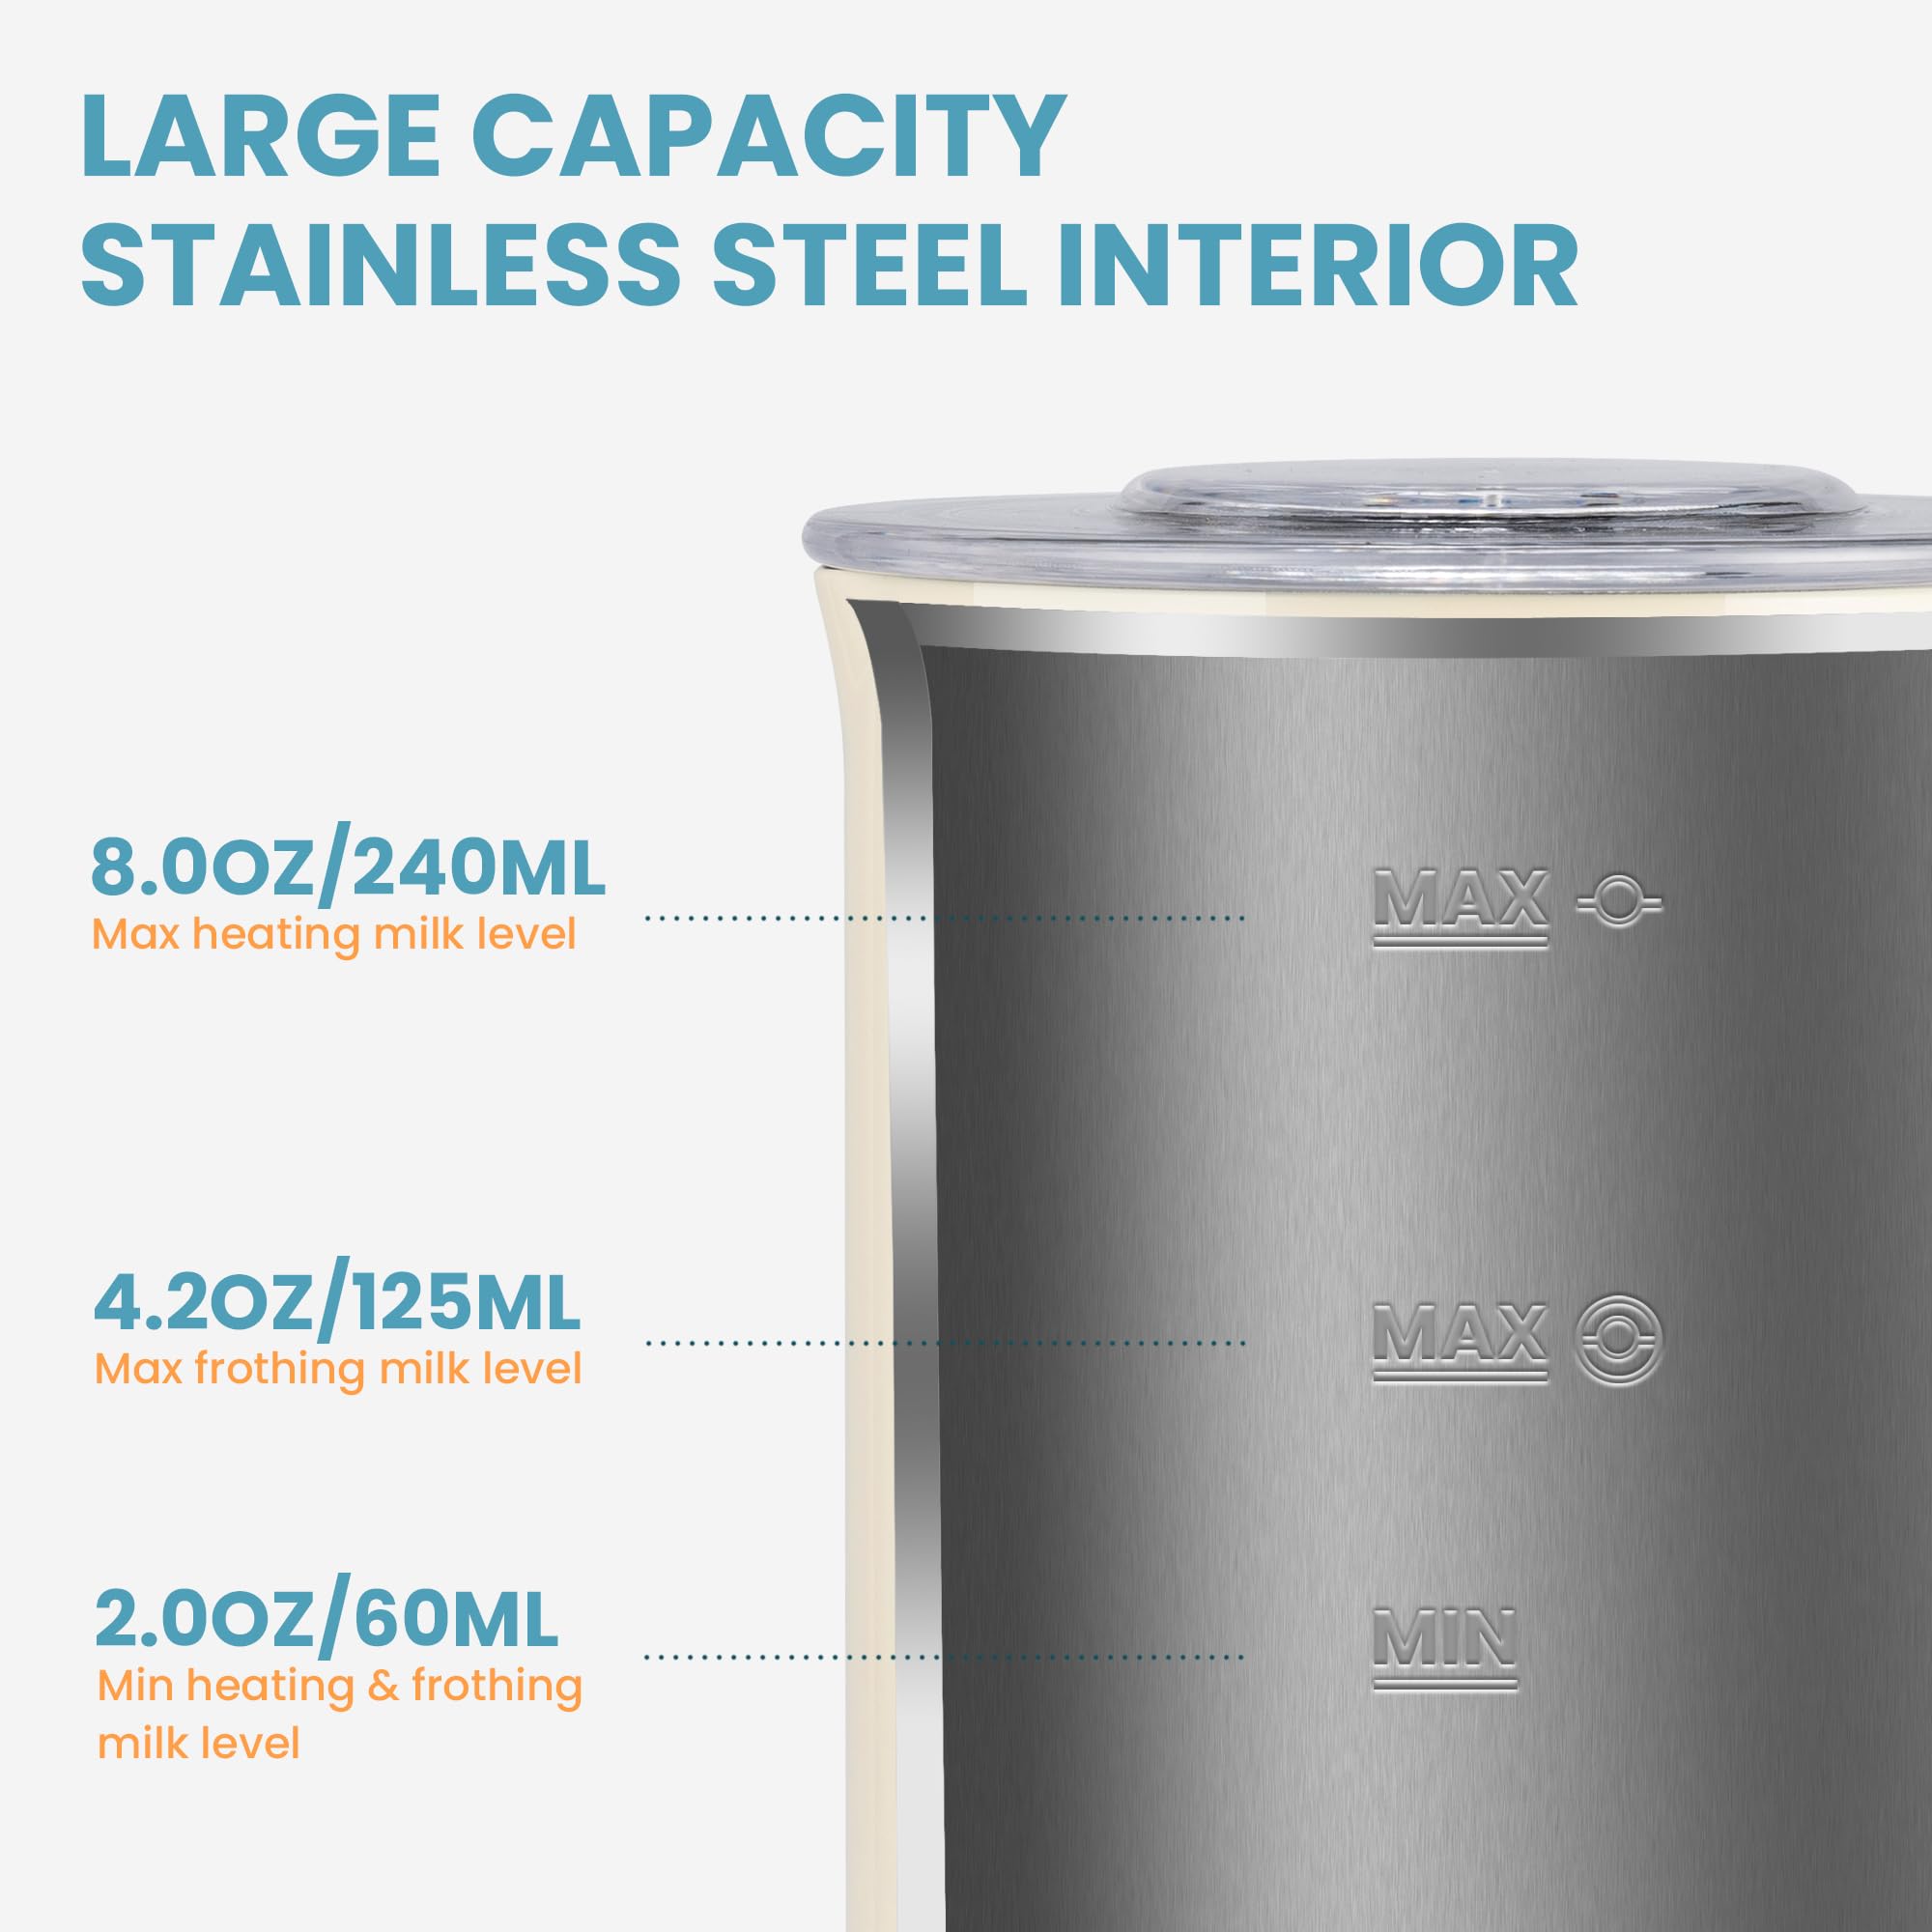 LARGE CAPACITY
STAINLESS STEEL INTERIOR
8.0OZ/240ML
Max heating milk level
MAX
4.2OZ/125ML
Max frothing milk level
MAX
2.0OZ/60ML
Min heating & frothing
milk level
MIN